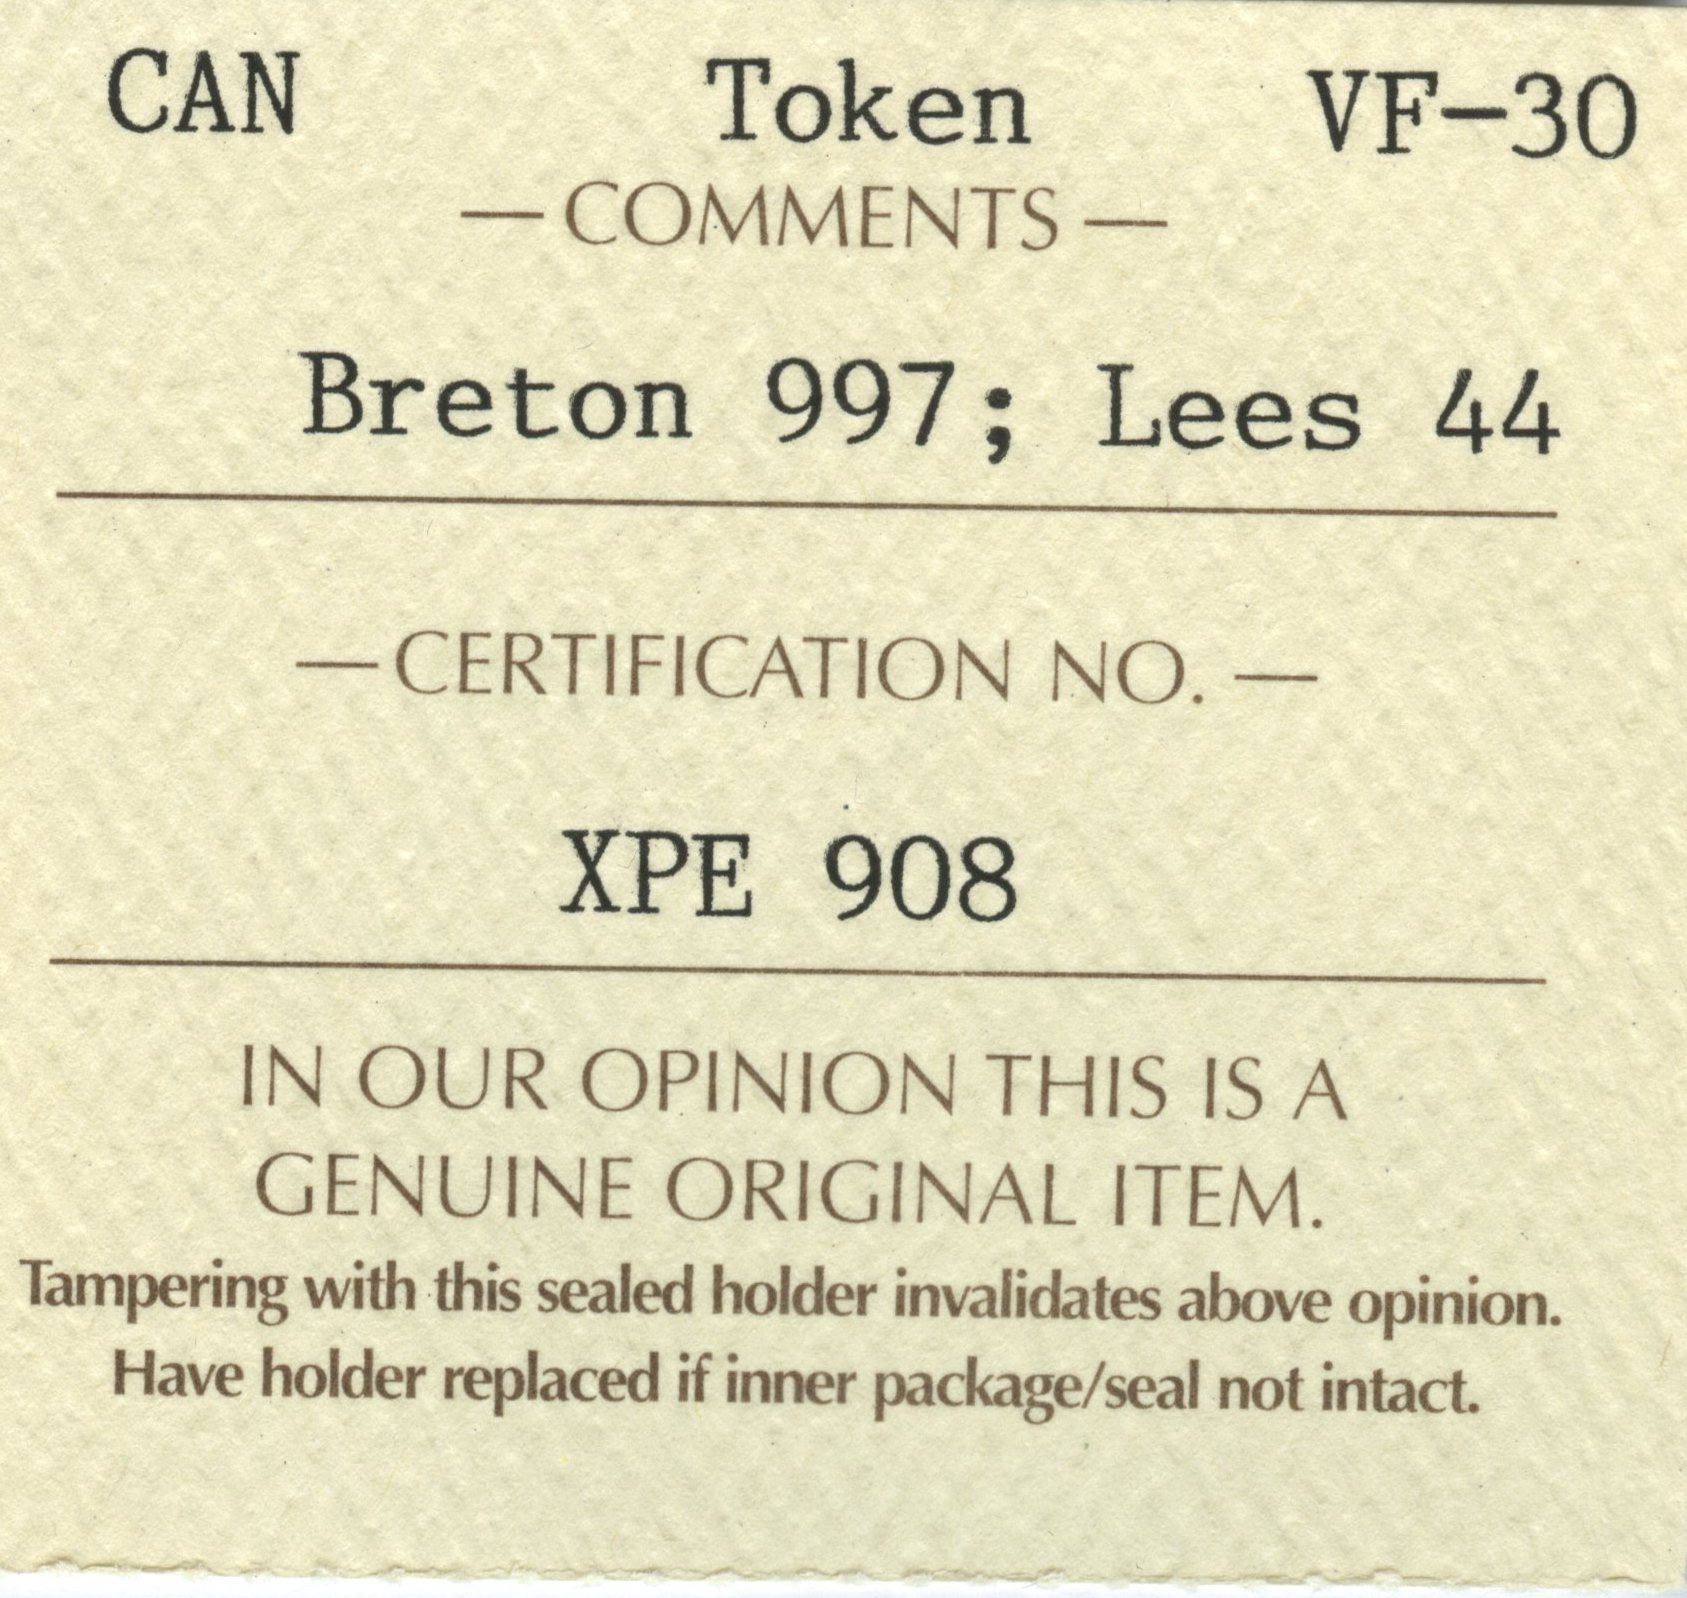 CAN Token VF-30
—COMMENTS—
Breton 997; Lees 44
—CERTIFICATION NO.—
XPE 908
IN OUR OPINION THIS IS A
GENUINE ORIGINAL ITEM.
Tampering with this sealed holder invalidates above opinion.
Have holder replaced if inner package/seal not intact.